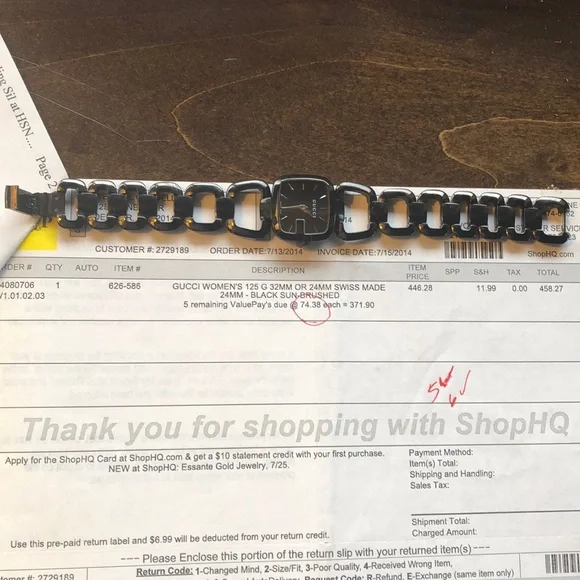 ling Sil at HSN....
Page 2
GUCCI
CUSTOMER #: 2729189 ORDER DATE:7/13/2014 INVOICE DATE:7/15/2014
ShopHQ.com
ORDER # QTY AUTO ITEM # DESCRIPTION ITEM PRICE SPP S&H TAX TOTAL
4080706 1 626-586 GUCCI WOMEN'S 125 G 32MM OR 24MM SWISS MADE 446.28 11.99 0.00 458.27
V1.01.02.03 24MM - BLACK SUN-BRUSHED
5 remaining ValuePay's due @ 74.38 each = 371.90
Thank you for shopping with ShopHQ
Apply for the ShopHQ Card at ShopHQ.com & get a $10 statement credit with your first purchase.
NEW at ShopHQ: Essante Gold Jewelry, 7/25.
Payment Method:
Item(s) Total:
Shipping and Handling:
Sales Tax:
Shipment Total:
Charged Amount:
Use this pre-paid return label and $6.99 will be deducted from your return credit.
---- Please Enclose this portion of the return slip with your returned item(s) ----
tomer #: 2729189
Return Code: 1-Changed Mind, 2-Size/Fit, 3-Poor Quality, 4-Received Wrong Item,
Request Code: R-Refund, E-Exchange (same item only)